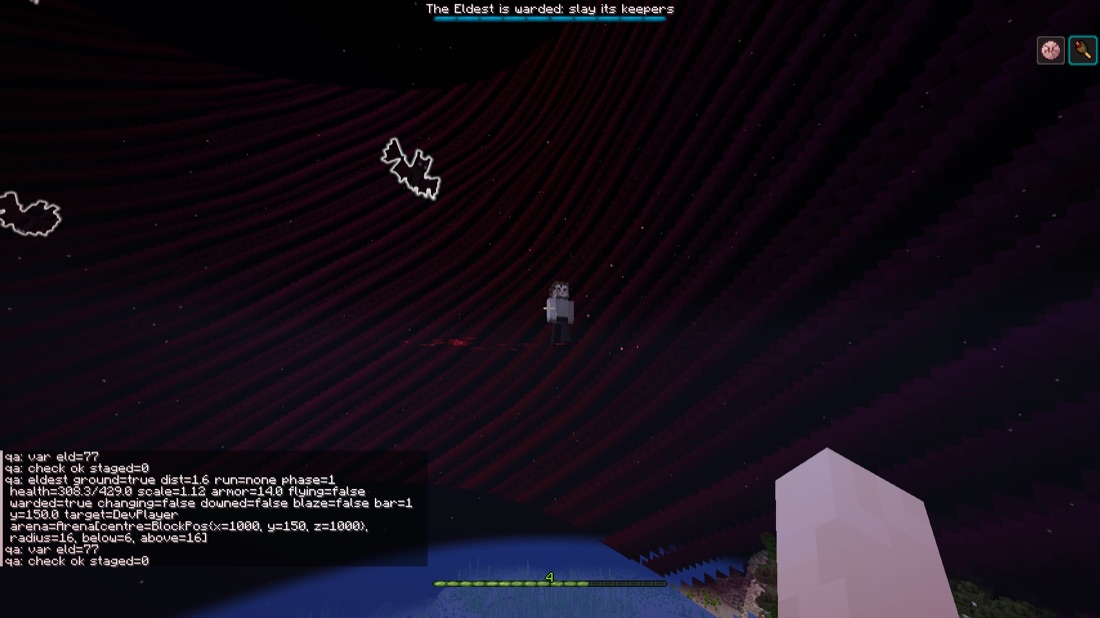 The Eldest is warded: slay its keepers
qa: var eld=77
qa: check ok staged=0
qa: eldest ground=true dist=1.6 run=none phase=1
health=308.3/429.0 scale=1.12 armor=14.0 flying=false
warded=true changing=false downed=false blaze=false bar=1
y=150.0 target=DevPlayer
arena=Arena[centre=BlockPos{x=1000, y=150, z=1000},
radius=16, below=6, above=16]
qa: var eld=77
qa: check ok staged=0
4